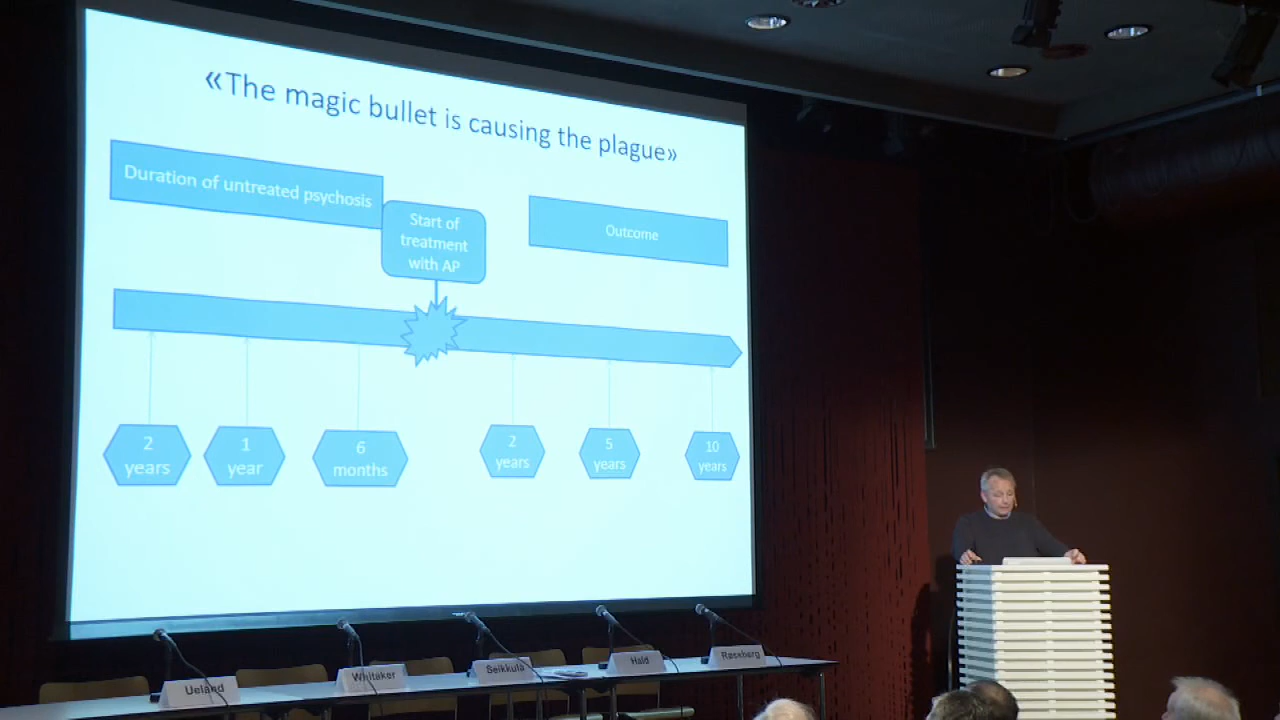 «The magic bullet is causing the plague»
Duration of untreated psychosis
Start of
treatment
with AP
Outcome
2
years
1
year
6
months
2
years
5
years
10
years
Ueland
Whitaker
Seikkula
Hald
Røssberg